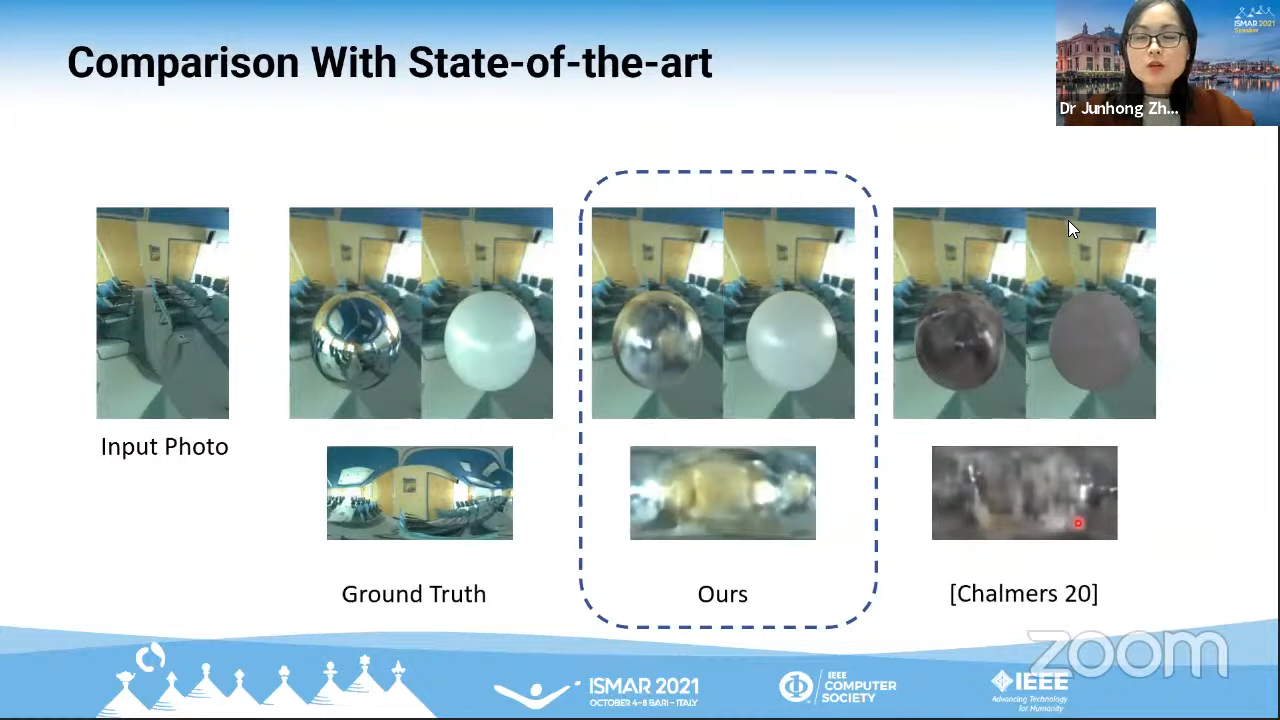 Comparison With State-of-the-art
ISMAR 2021
Speaker
Dr Junhong Zh...
Input Photo
Ground Truth
Ours
[Chalmers 20]
zoom
ISMAR 2021
OCTOBER 4-8 BARI - ITALY
IEEE
COMPUTER
SOCIETY
IEEE
Advancing Technology
for Humanity